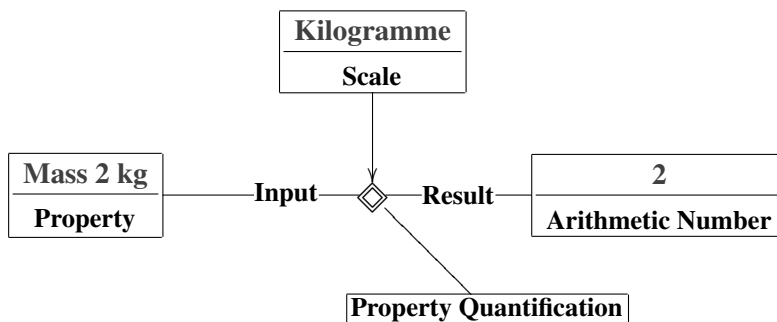 Kilogramme
Scale
Mass 2 kg
Property
Input
Result
2
Arithmetic Number
Property Quantification